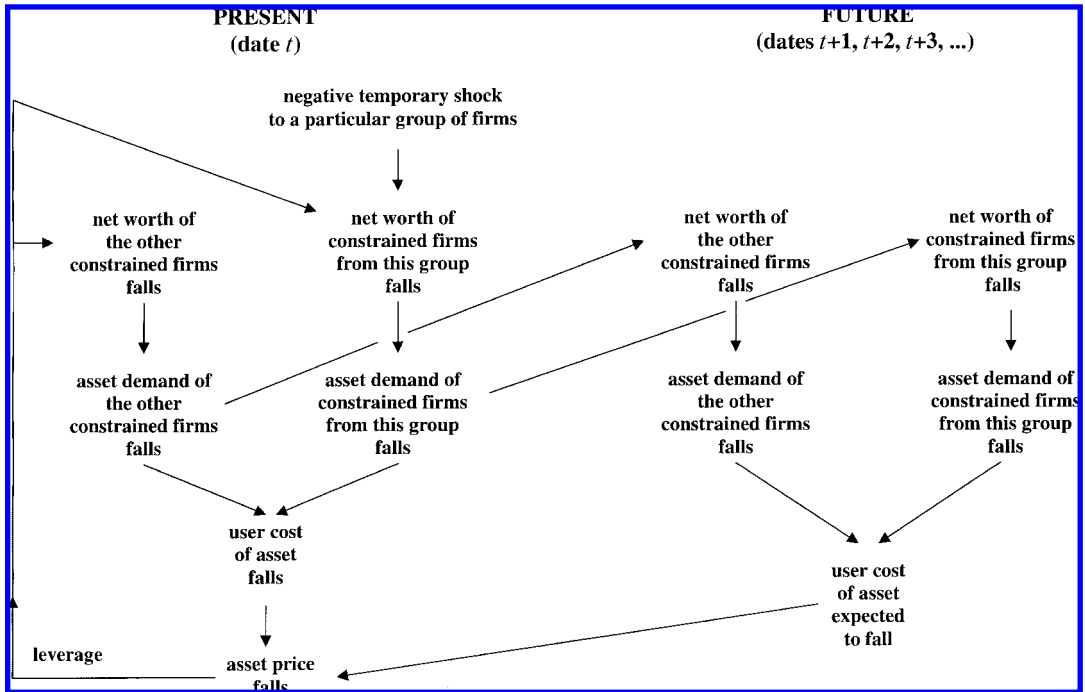 PRESENT
(date t)
FUTURE
(dates t+1, t+2, t+3, ...)
negative temporary shock
to a particular group of firms
net worth of
the other
constrained firms
falls
net worth of
constrained firms
from this group
falls
net worth of
the other
constrained firms
falls
net worth of
constrained firms
from this group
falls
asset demand of
the other
constrained firms
falls
asset demand of
constrained firms
from this group
falls
asset demand of
the other
constrained firms
falls
asset demand of
constrained firms
from this group
falls
user cost
of asset
falls
user cost
of asset
expected
to fall
leverage
asset price
falls